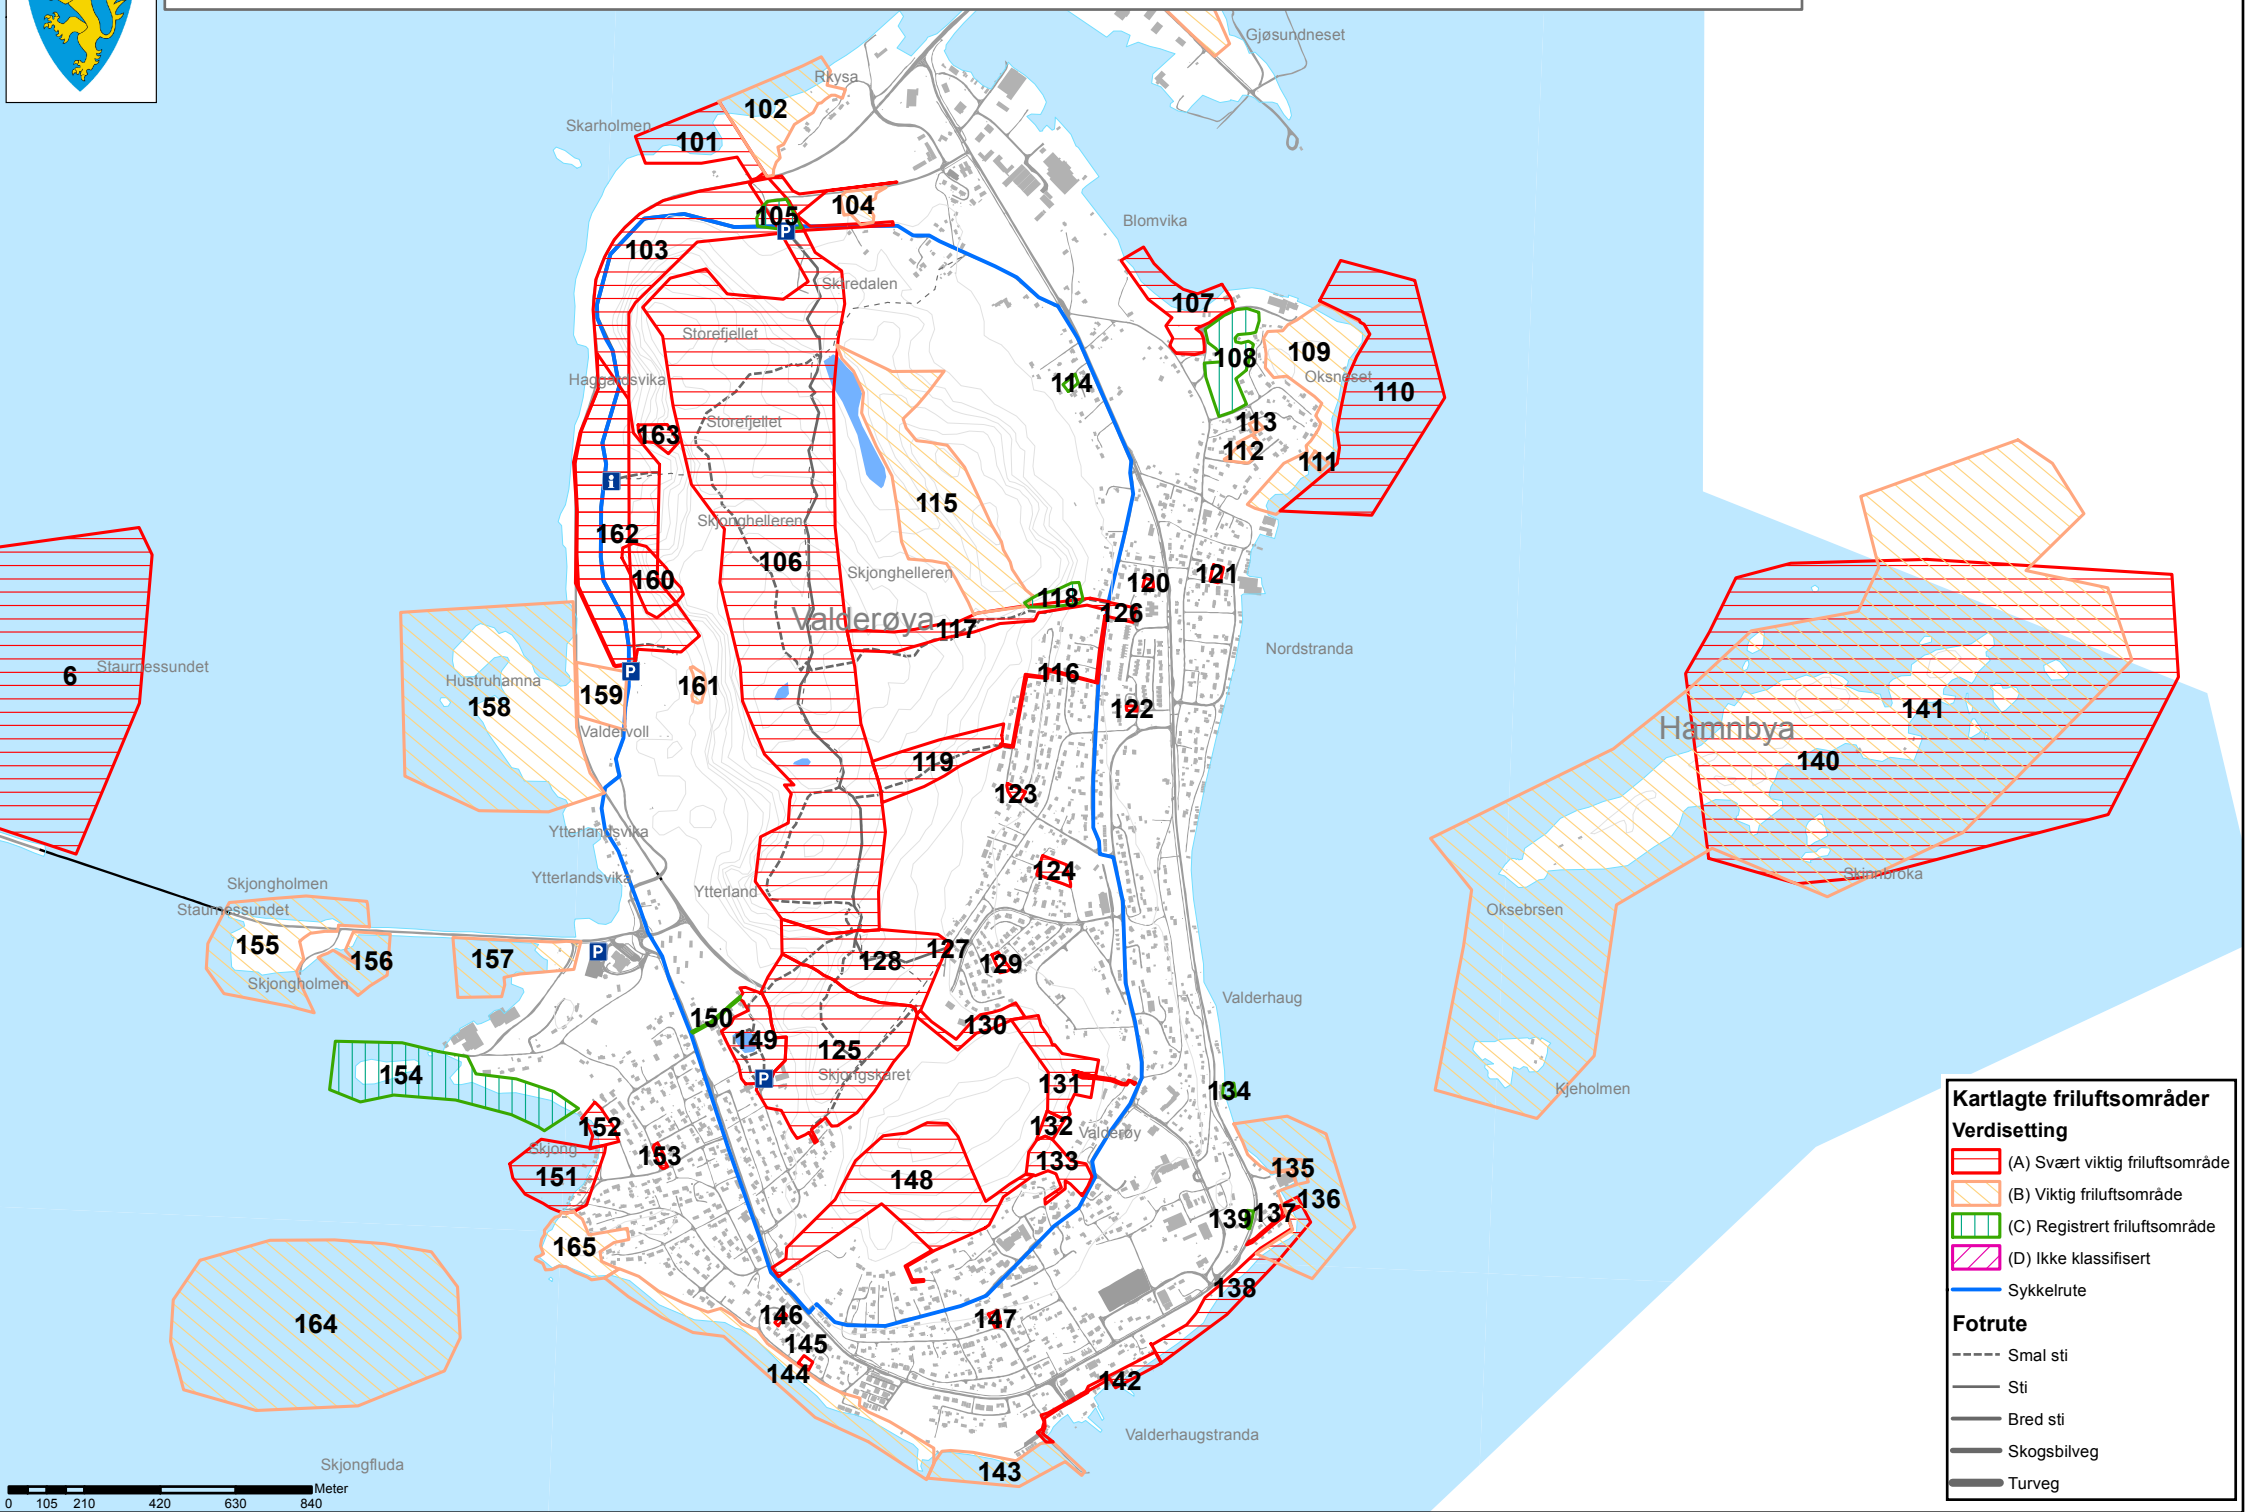 Gjøsundneset
Rkysa
102
Skarholmen
101
105
104
Blomvika
103
Skiredalen
107
Storefjellet
108
109
Haggardsvika
114
Oksneset
110
Storefjellet
113
163
112
111
115
Skjonghelleren
162
106
Skjonghelleren
160
120
121
118
126
Valderøya
117
Nordstranda
6
Staurnessundet
Hustruhamna
158
159
161
116
122
141
Valdervoll
Hamnbya
119
140
123
Ytterlandsvika
124
Skinnbroka
Ytterlandsvika
Skjongholmen
Ytterland
Staurnessundet
Oksebrsen
155
156
157
P
128
127
129
Skjongholmen
Valderhaug
150
149
125
130
154
Skjongskaret
P
131
134
Kjeholmen
152
132
Valderøy
Skjong
153
133
135
151
148
136
137
139
165
138
164
146
147
145
144
142
Valderhaugstranda
143
Skjongfluda
P
i
P
Kartlagte friluftsområder
Verdisetting
(A) Svært viktig friluftsområde
(B) Viktig friluftsområde
(C) Registrert friluftsområde
(D) Ikke klassifisert
Sykkelrute
Fotrute
Smal sti
Sti
Bred sti
Skogsbilveg
Turveg
Meter
0 105 210 420 630 840